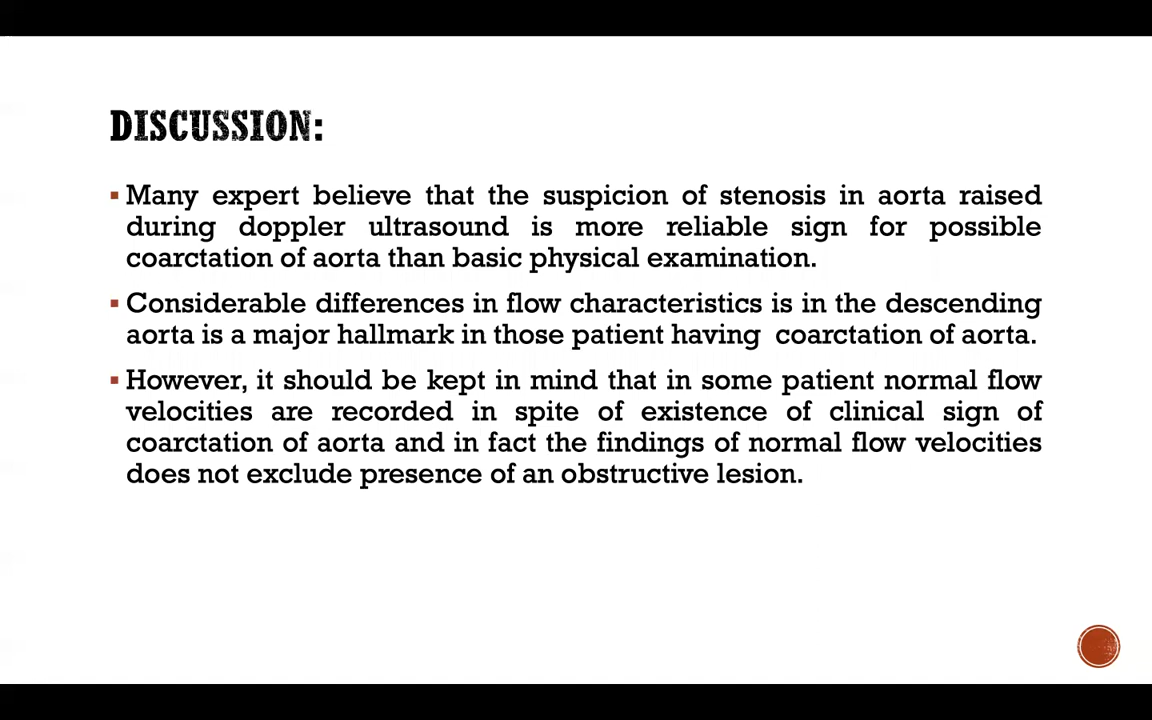 DISCUSSION:
▪ Many expert believe that the suspicion of stenosis in aorta raised
during doppler ultrasound is more reliable sign for possible
coarctation of aorta than basic physical examination.
▪ Considerable differences in flow characteristics is in the descending
aorta is a major hallmark in those patient having coarctation of aorta.
▪ However, it should be kept in mind that in some patient normal flow
velocities are recorded in spite of existence of clinical sign of
coarctation of aorta and in fact the findings of normal flow velocities
does not exclude presence of an obstructive lesion.